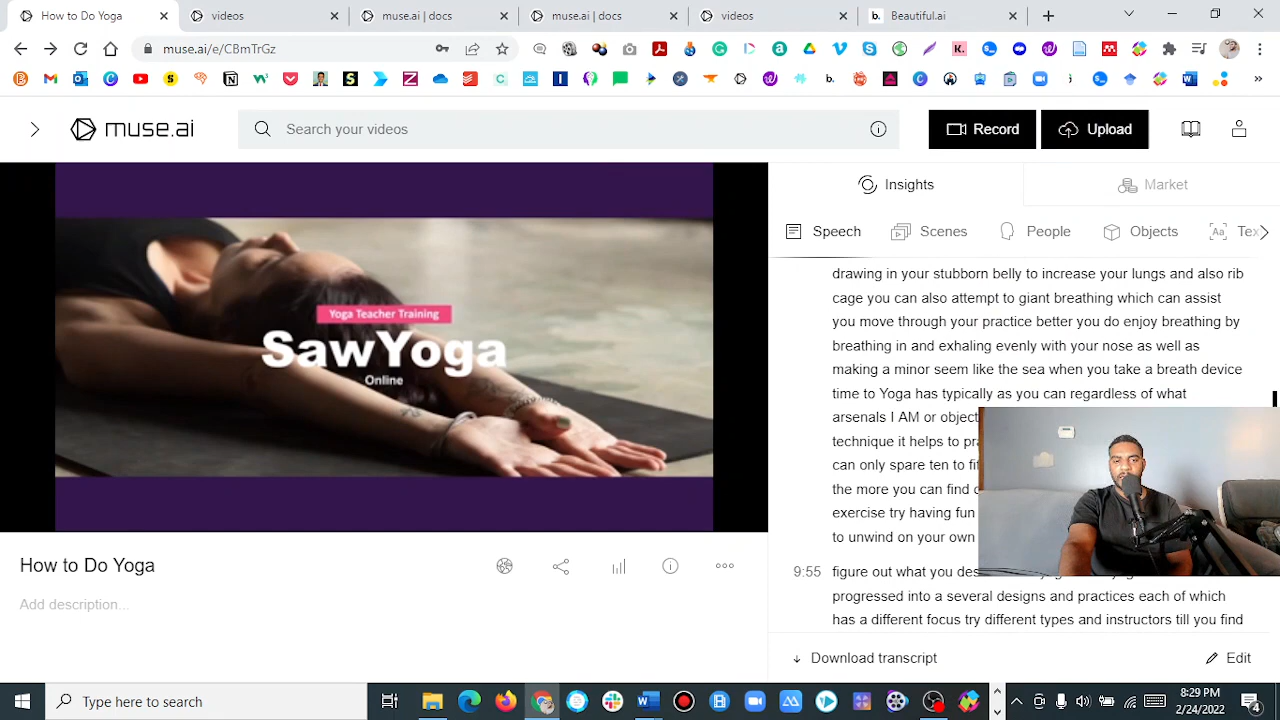 How to Do Yoga
videos
muse.ai | docs
muse.ai | docs
videos
Beautiful.ai
muse.ai/e/CBmTrGz
muse.ai
Search your videos
Record
Upload
Insights
Market
Speech
Scenes
People
Objects
Tex
drawing in your stubborn belly to increase your lungs and also rib
cage you can also attempt to giant breathing which can assist
you move through your practice better you do enjoy breathing by
breathing in and exhaling evenly with your nose as well as
making a minor seem like the sea when you take a breath device
time to Yoga has typically as you can regardless of what
arsenals I AM or object
technique it helps to pra
can only spare ten to fif
the more you can find
exercise try having fun
to unwind on your own
9:55
figure out what you des
progressed into a several designs and practices each of which
has a different focus try different types and instructors till you find
Yoga Teacher Training
SawYoga
Online
How to Do Yoga
Add description...
Download transcript
Edit
Type here to search
8:29 PM
2/24/2022